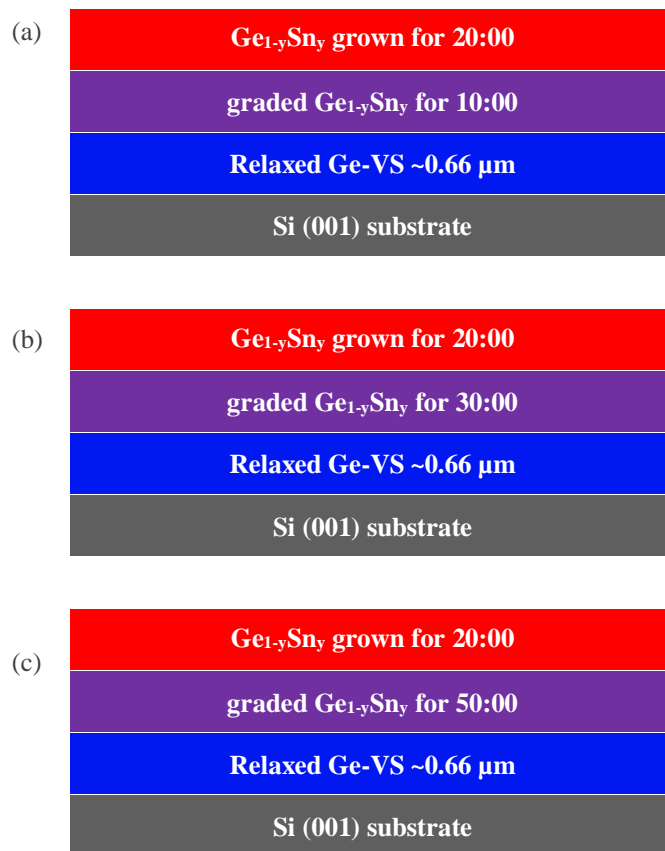 (a)
Ge₁₋ySny grown for 20:00
graded Ge₁₋ySny for 10:00
Relaxed Ge-VS ~0.66 µm
Si (001) substrate
(b)
Ge₁₋ySny grown for 20:00
graded Ge₁₋ySny for 30:00
Relaxed Ge-VS ~0.66 µm
Si (001) substrate
(c)
Ge₁₋ySny grown for 20:00
graded Ge₁₋ySny for 50:00
Relaxed Ge-VS ~0.66 µm
Si (001) substrate